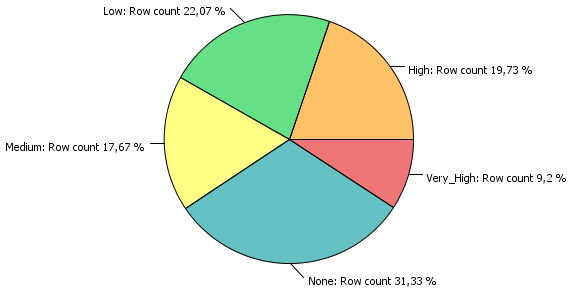 Low: Row count 22,07 %
High: Row count 19,73 %
Medium: Row count 17,67 %
Very_High: Row count 9,2 %
None: Row count 31,33 %